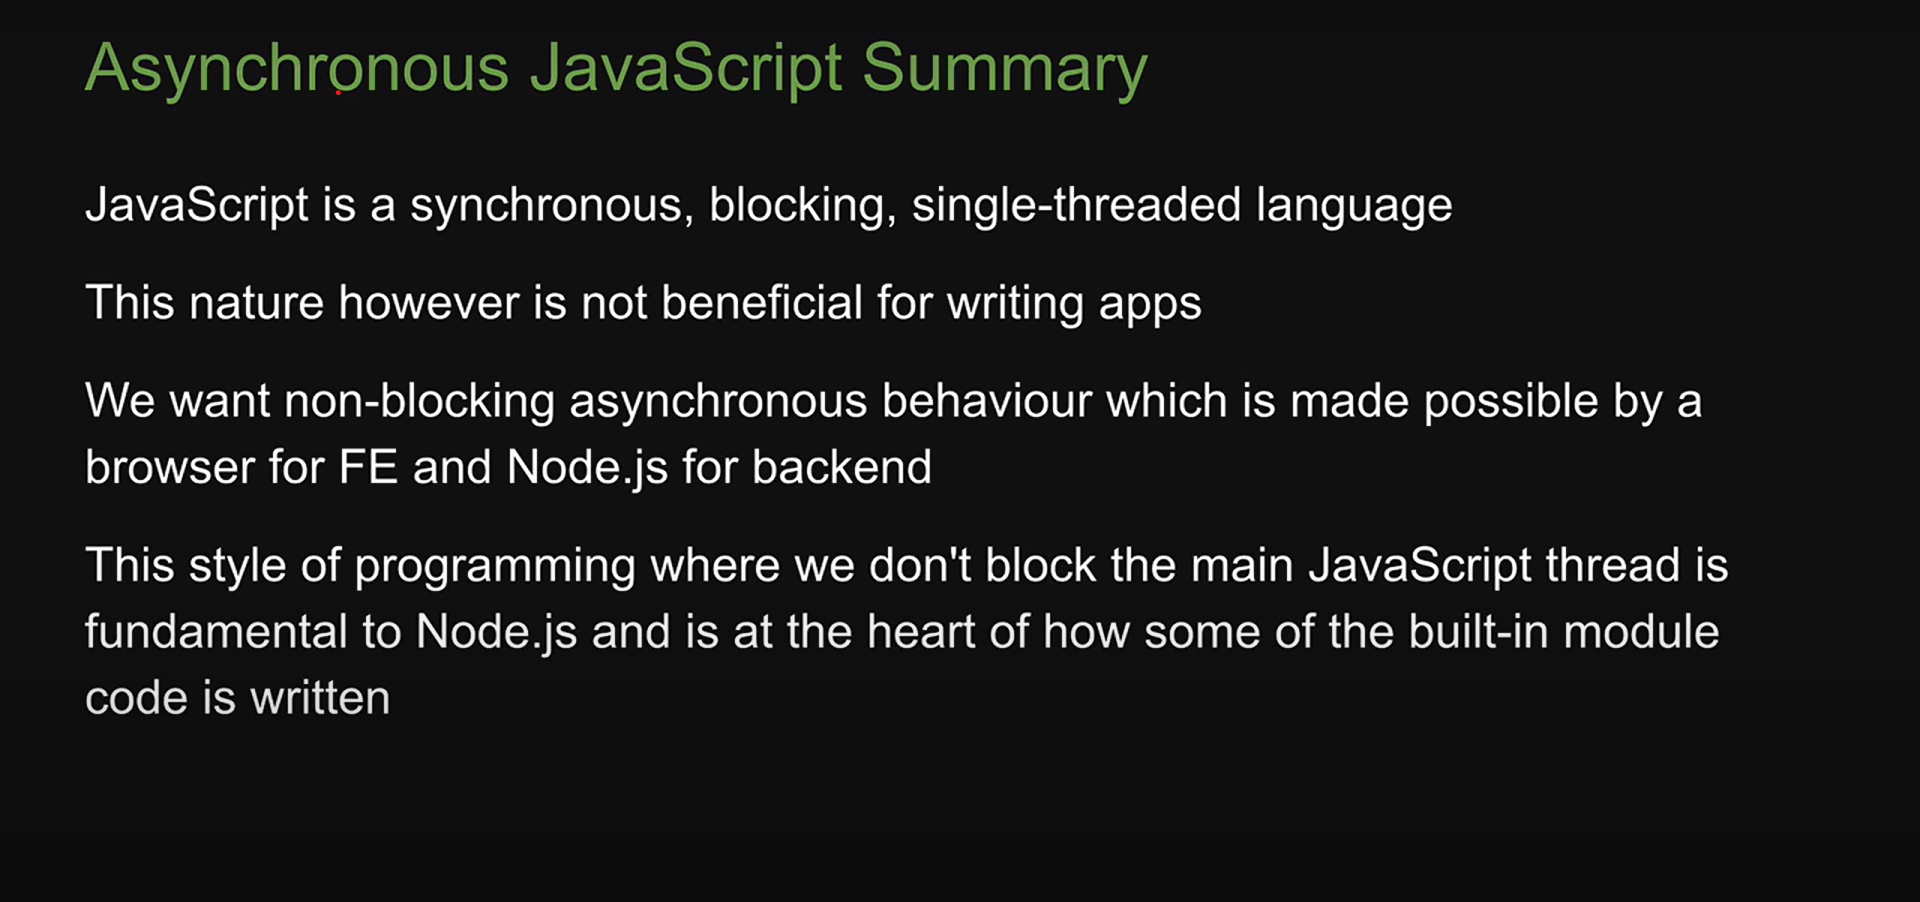 Asynchronous JavaScript Summary
JavaScript is a synchronous, blocking, single-threaded language
This nature however is not beneficial for writing apps
We want non-blocking asynchronous behaviour which is made possible by a
browser for FE and Node.js for backend
This style of programming where we don't block the main JavaScript thread is
fundamental to Node.js and is at the heart of how some of the built-in module
code is written